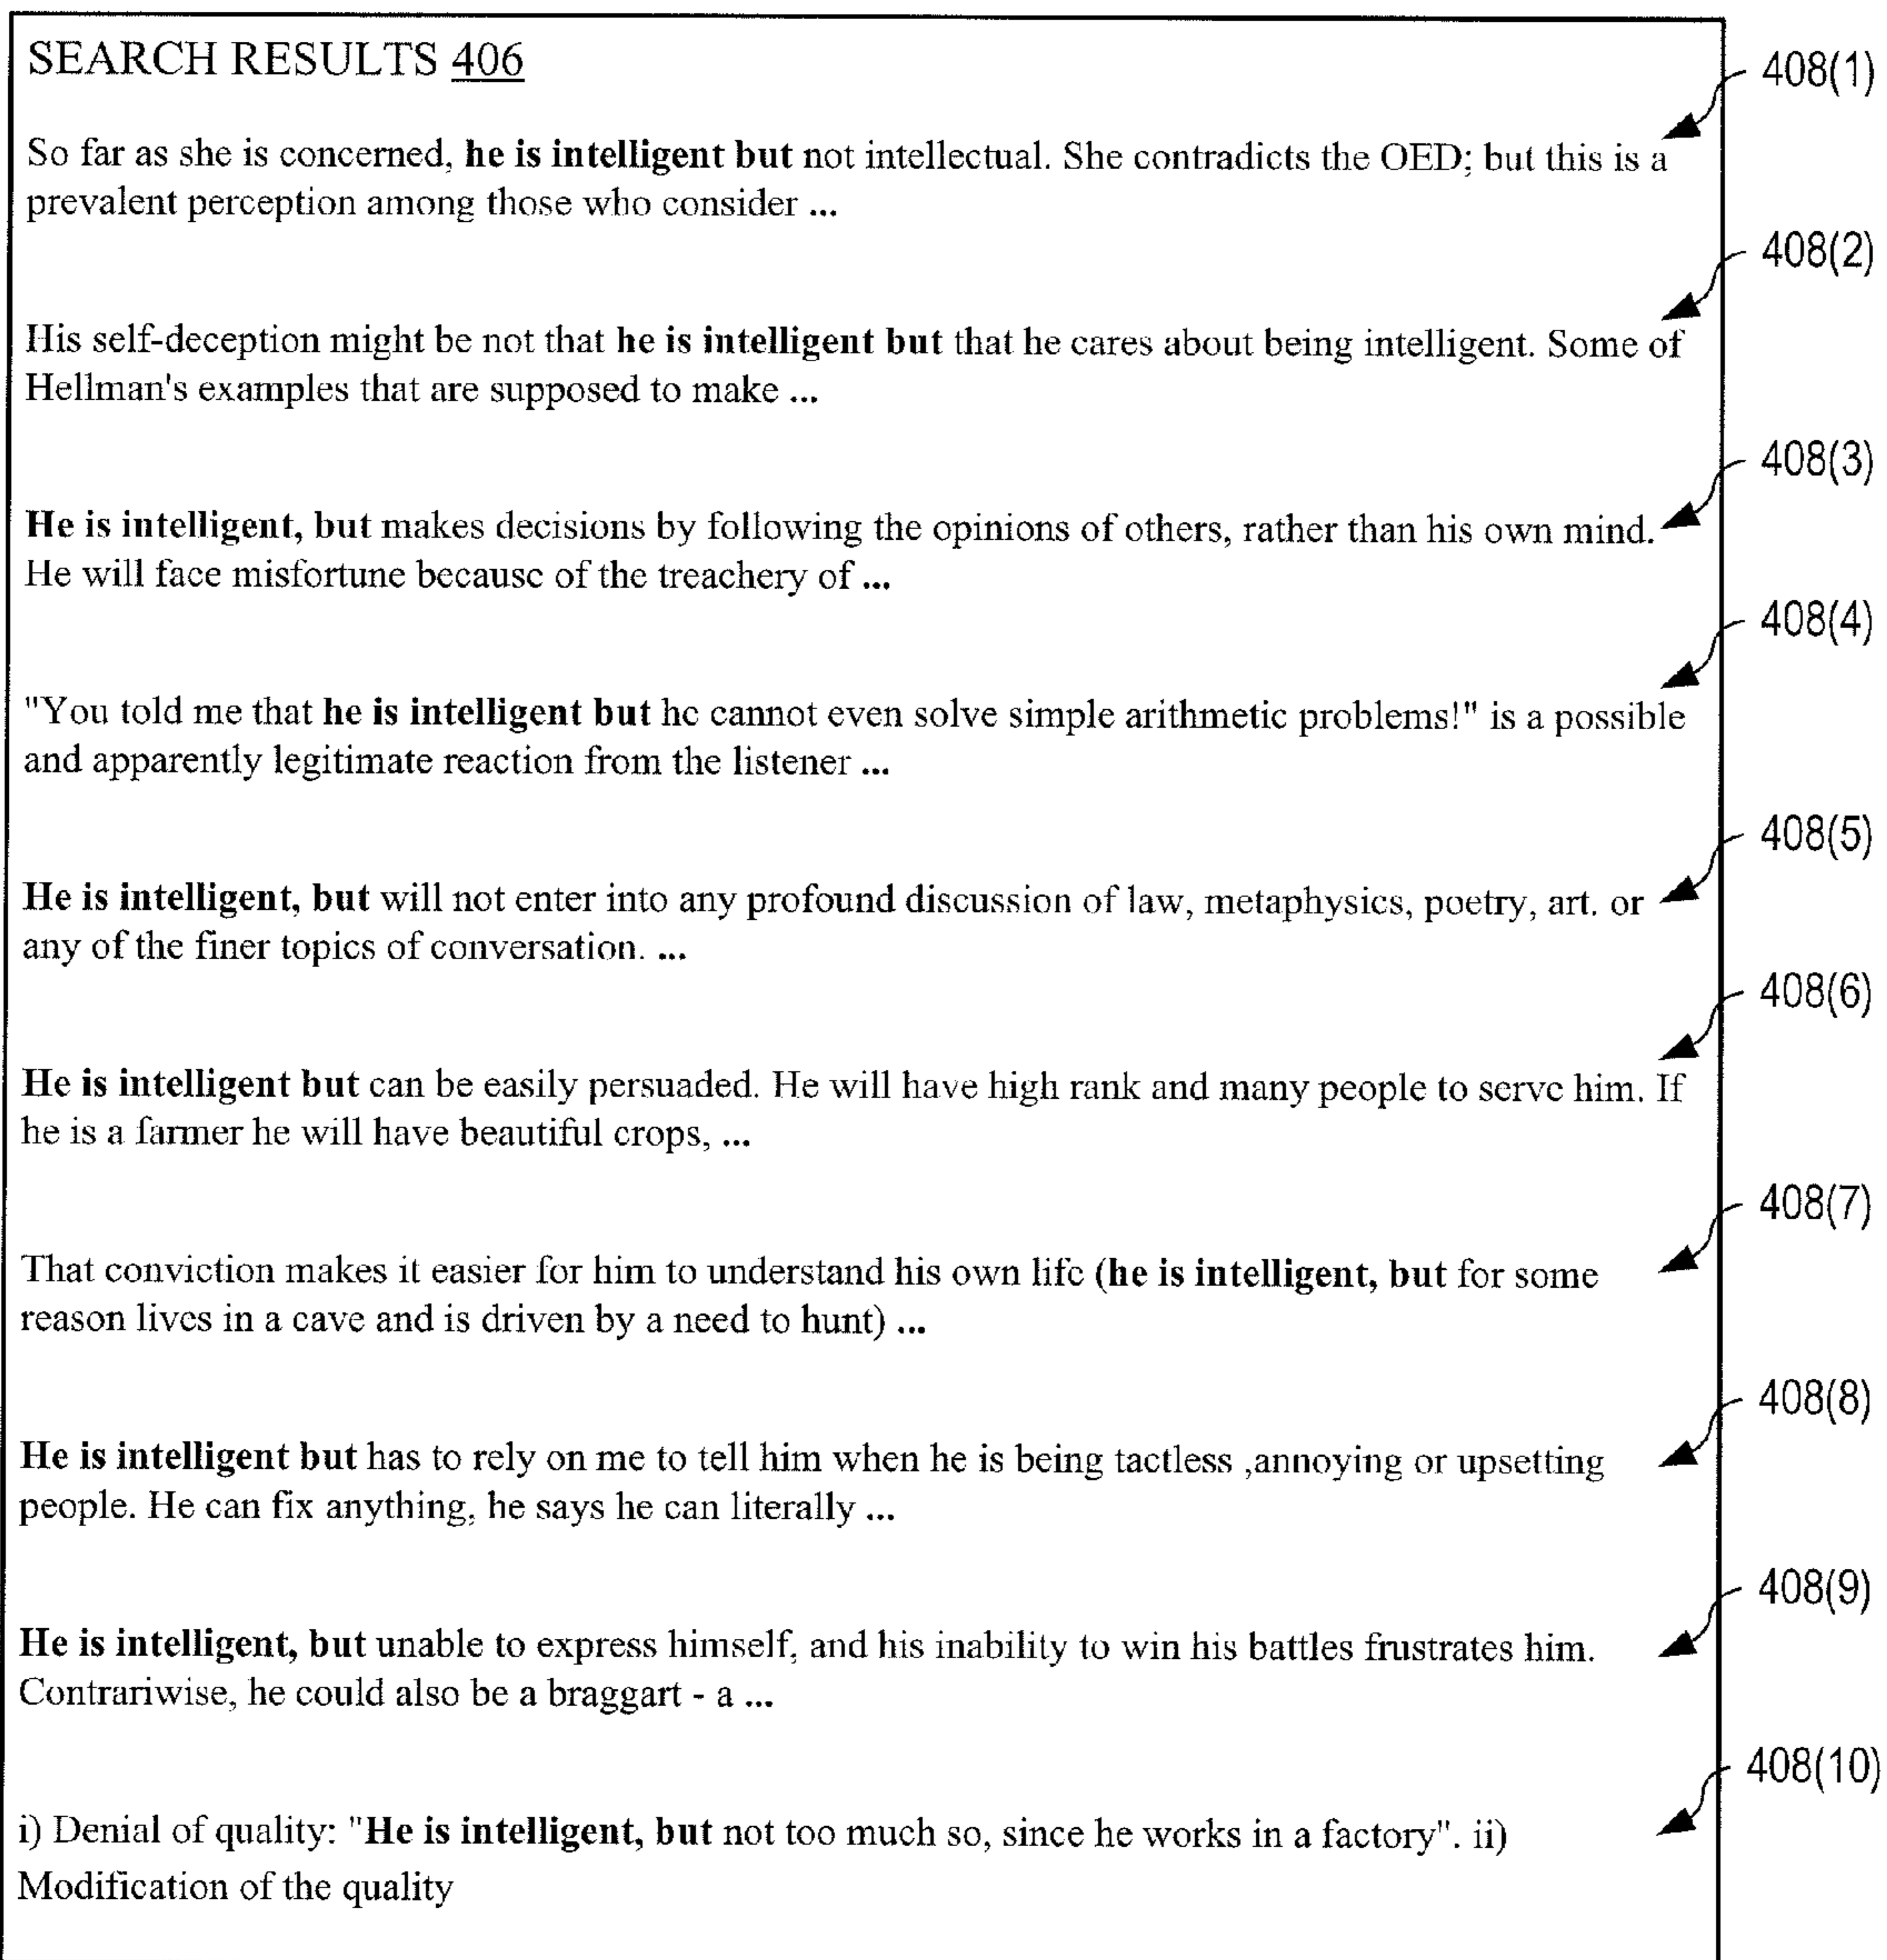 SEARCH RESULTS 406
408(1)
So far as she is concerned, he is intelligent but not intellectual. She contradicts the OED; but this is a
prevalent perception among those who consider ...
408(2)
His self-deception might be not that he is intelligent but that he cares about being intelligent. Some of
Hellman's examples that are supposed to make ...
408(3)
He is intelligent, but makes decisions by following the opinions of others, rather than his own mind.
He will face misfortune because of the treachery of ...
408(4)
"You told me that he is intelligent but he cannot even solve simple arithmetic problems!" is a possible
and apparently legitimate reaction from the listener ...
408(5)
He is intelligent, but will not enter into any profound discussion of law, metaphysics, poetry, art. or
any of the finer topics of conversation. ...
408(6)
He is intelligent but can be easily persuaded. He will have high rank and many people to serve him. If
he is a farmer he will have beautiful crops, ...
408(7)
That conviction makes it easier for him to understand his own life (he is intelligent, but for some
reason lives in a cave and is driven by a need to hunt) ...
408(8)
He is intelligent but has to rely on me to tell him when he is being tactless ,annoying or upsetting
people. He can fix anything, he says he can literally ...
408(9)
He is intelligent, but unable to express himself, and his inability to win his battles frustrates him.
Contrariwise, he could also be a braggart - a ...
408(10)
i) Denial of quality: "He is intelligent, but not too much so, since he works in a factory". ii)
Modification of the quality